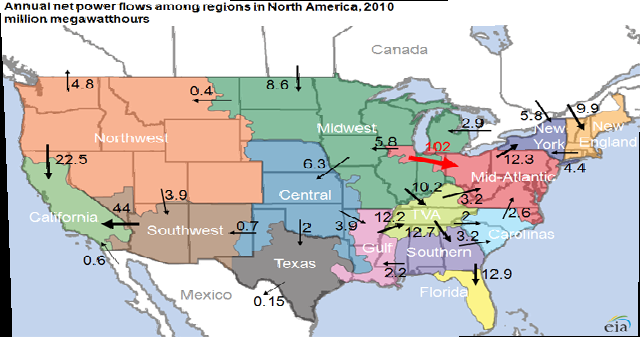 Annual net power flows among regions in North America, 2010
million megawatthours
Canada
4.8
0.4
8.6
5.8
9.9
2.9
Northwest
Midwest
5.8
102
New
York
New
England
12.3
4.4
22.5
6.3
Mid-Atlantic
3.9
Central
10.2
3.2
California
44
TVA
2.6
Southwest
0.7
2
3.9
12.2
12.7
2
Carolinas
Gulf
3.2
Southern
0.6
Texas
2.2
12.9
Mexico
0.15
Florida
eia